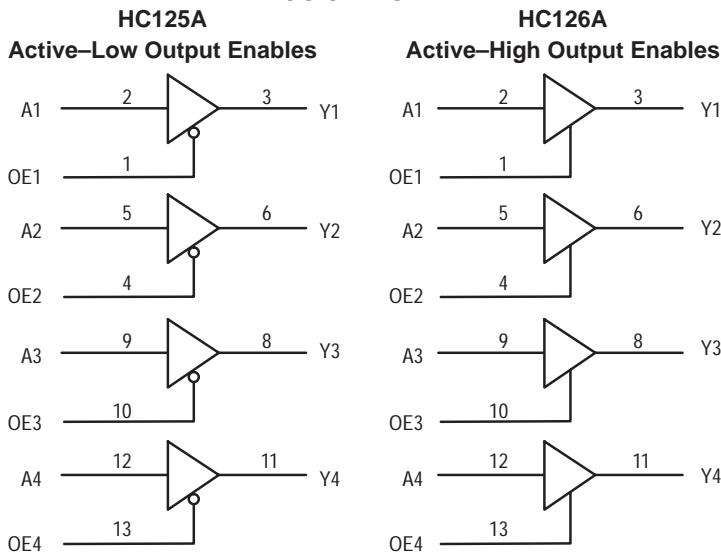 HC125A
Active–Low Output Enables
A1 2 3 Y1
OE1 1
A2 5 6 Y2
OE2 4
A3 9 8 Y3
OE3 10
A4 12 11 Y4
OE4 13
HC126A
Active–High Output Enables
A1 2 3 Y1
OE1 1
A2 5 6 Y2
OE2 4
A3 9 8 Y3
OE3 10
A4 12 11 Y4
OE4 13